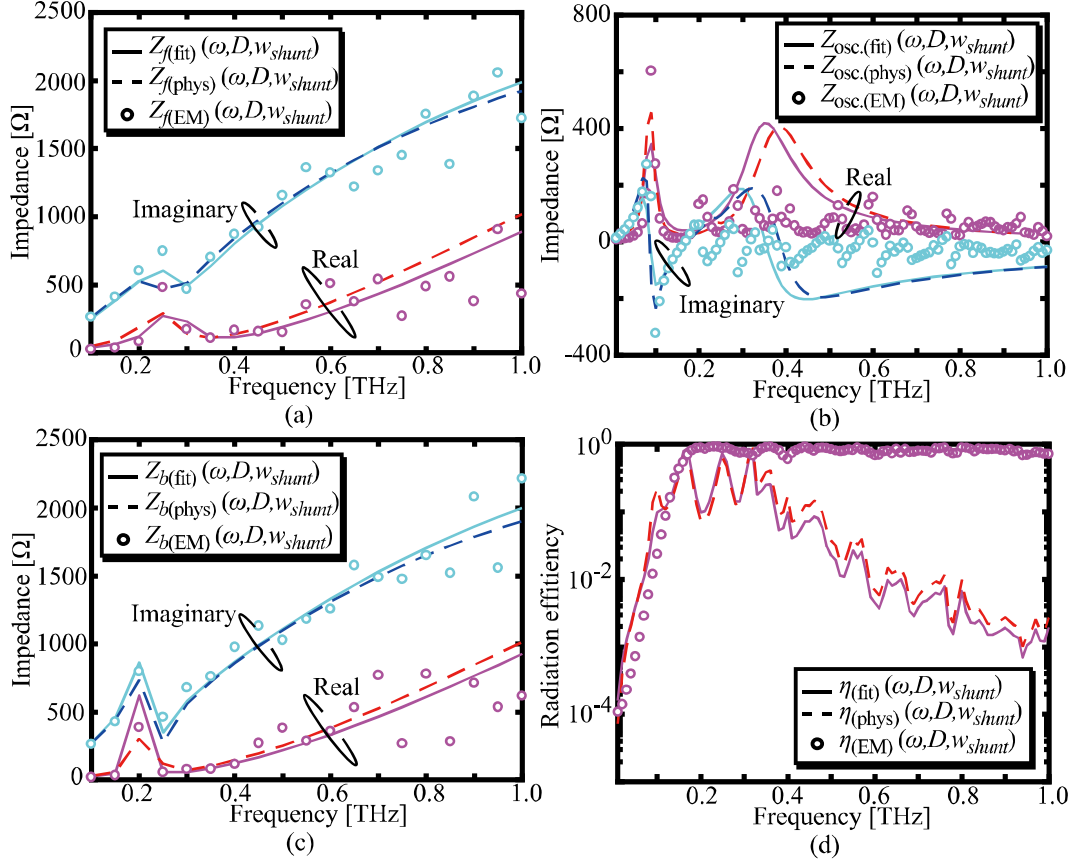 2500
2000
1500
1000
500
0
Impedance [Ω]
Z_f(fit) (ω,D,w_shunt)
Z_f(phys) (ω,D,w_shunt)
Z_f(EM) (ω,D,w_shunt)
Imaginary
Real
0.2
0.4
0.6
0.8
1.0
Frequency [THz]
(a)
800
400
0
-400
Impedance [Ω]
Z_osc.(fit) (ω,D,w_shunt)
Z_osc.(phys) (ω,D,w_shunt)
Z_osc.(EM) (ω,D,w_shunt)
Real
Imaginary
0.2
0.4
0.6
0.8
1.0
Frequency [THz]
(b)
2500
2000
1500
1000
500
0
Impedance [Ω]
Z_b(fit) (ω,D,w_shunt)
Z_b(phys) (ω,D,w_shunt)
Z_b(EM) (ω,D,w_shunt)
Imaginary
Real
0.2
0.4
0.6
0.8
1.0
Frequency [THz]
(c)
10^0
10^-2
10^-4
Radiation effitiency
η(fit) (ω,D,w_shunt)
η(phys) (ω,D,w_shunt)
η(EM) (ω,D,w_shunt)
0.2
0.4
0.6
0.8
1.0
Frequency [THz]
(d)